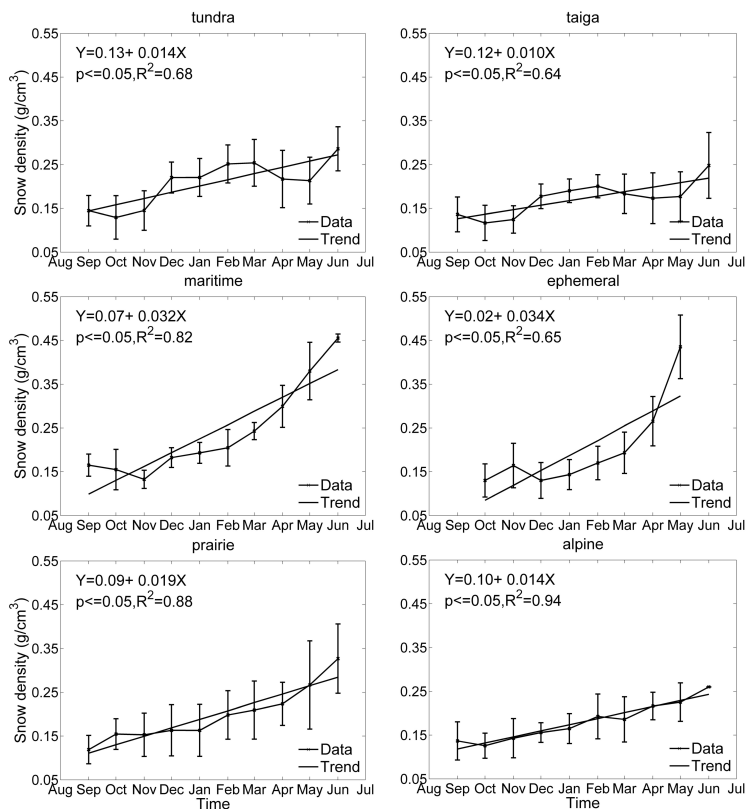 tundra
Y=0.13+ 0.014X
p<=0.05,R²=0.68
Snow density (g/cm³)
0.55
0.45
0.35
0.25
0.15
0.05
Data
Trend
Aug Sep Oct Nov Dec Jan Feb Mar Apr May Jun Jul
taiga
Y=0.12+ 0.010X
p<=0.05,R²=0.64
0.55
0.45
0.35
0.25
0.15
0.05
Data
Trend
Aug Sep Oct Nov Dec Jan Feb Mar Apr May Jun Jul
maritime
Y=0.07+ 0.032X
p<=0.05,R²=0.82
Snow density (g/cm³)
0.55
0.45
0.35
0.25
0.15
0.05
Data
Trend
Aug Sep Oct Nov Dec Jan Feb Mar Apr May Jun Jul
ephemeral
Y=0.02+ 0.034X
p<=0.05,R²=0.65
0.55
0.45
0.35
0.25
0.15
0.05
Data
Trend
Aug Sep Oct Nov Dec Jan Feb Mar Apr May Jun Jul
prairie
Y=0.09+ 0.019X
p<=0.05,R²=0.88
Snow density (g/cm³)
0.55
0.45
0.35
0.25
0.15
0.05
Data
Trend
Aug Sep Oct Nov Dec Jan Feb Mar Apr May Jun Jul
Time
alpine
Y=0.10+ 0.014X
p<=0.05,R²=0.94
0.55
0.45
0.35
0.25
0.15
0.05
Data
Trend
Aug Sep Oct Nov Dec Jan Feb Mar Apr May Jun Jul
Time